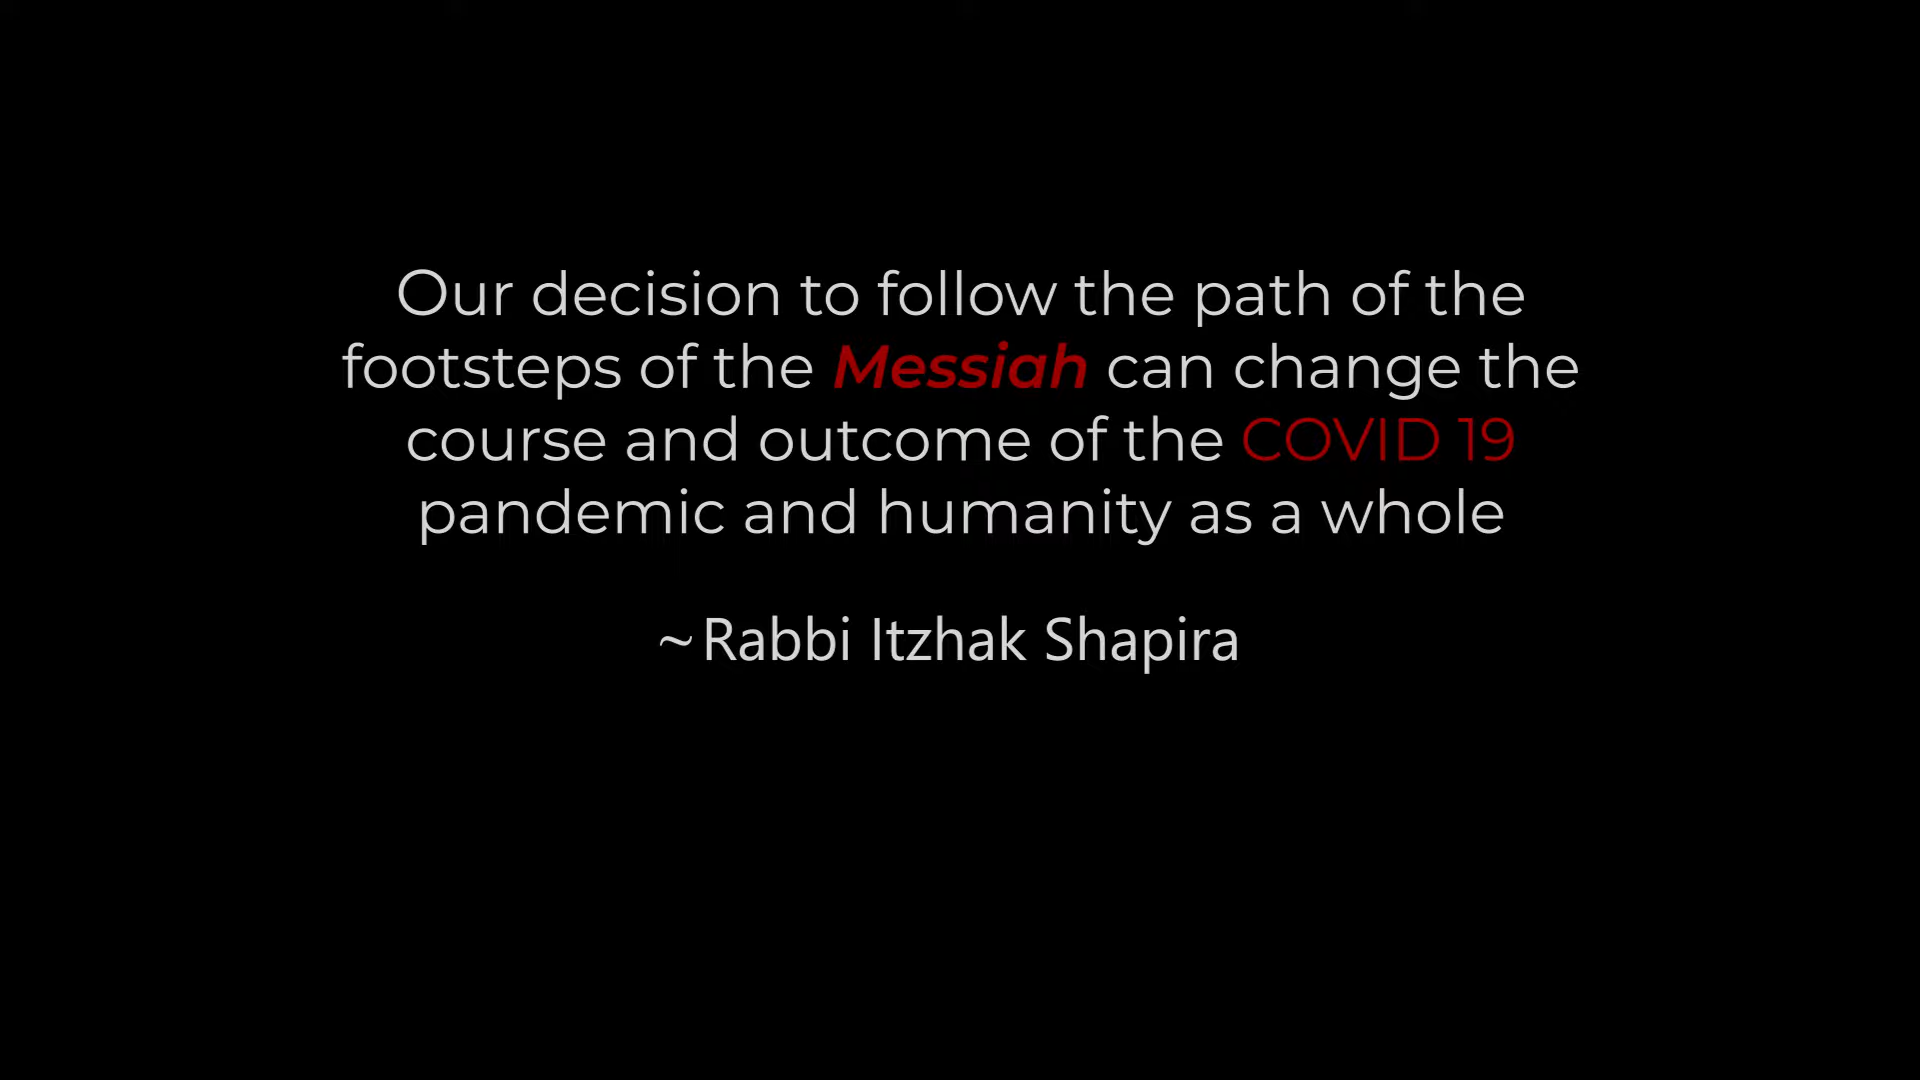 Our decision to follow the path of the
footsteps of the Messiah can change the
course and outcome of the COVID 19
pandemic and humanity as a whole
~Rabbi Itzhak Shapira